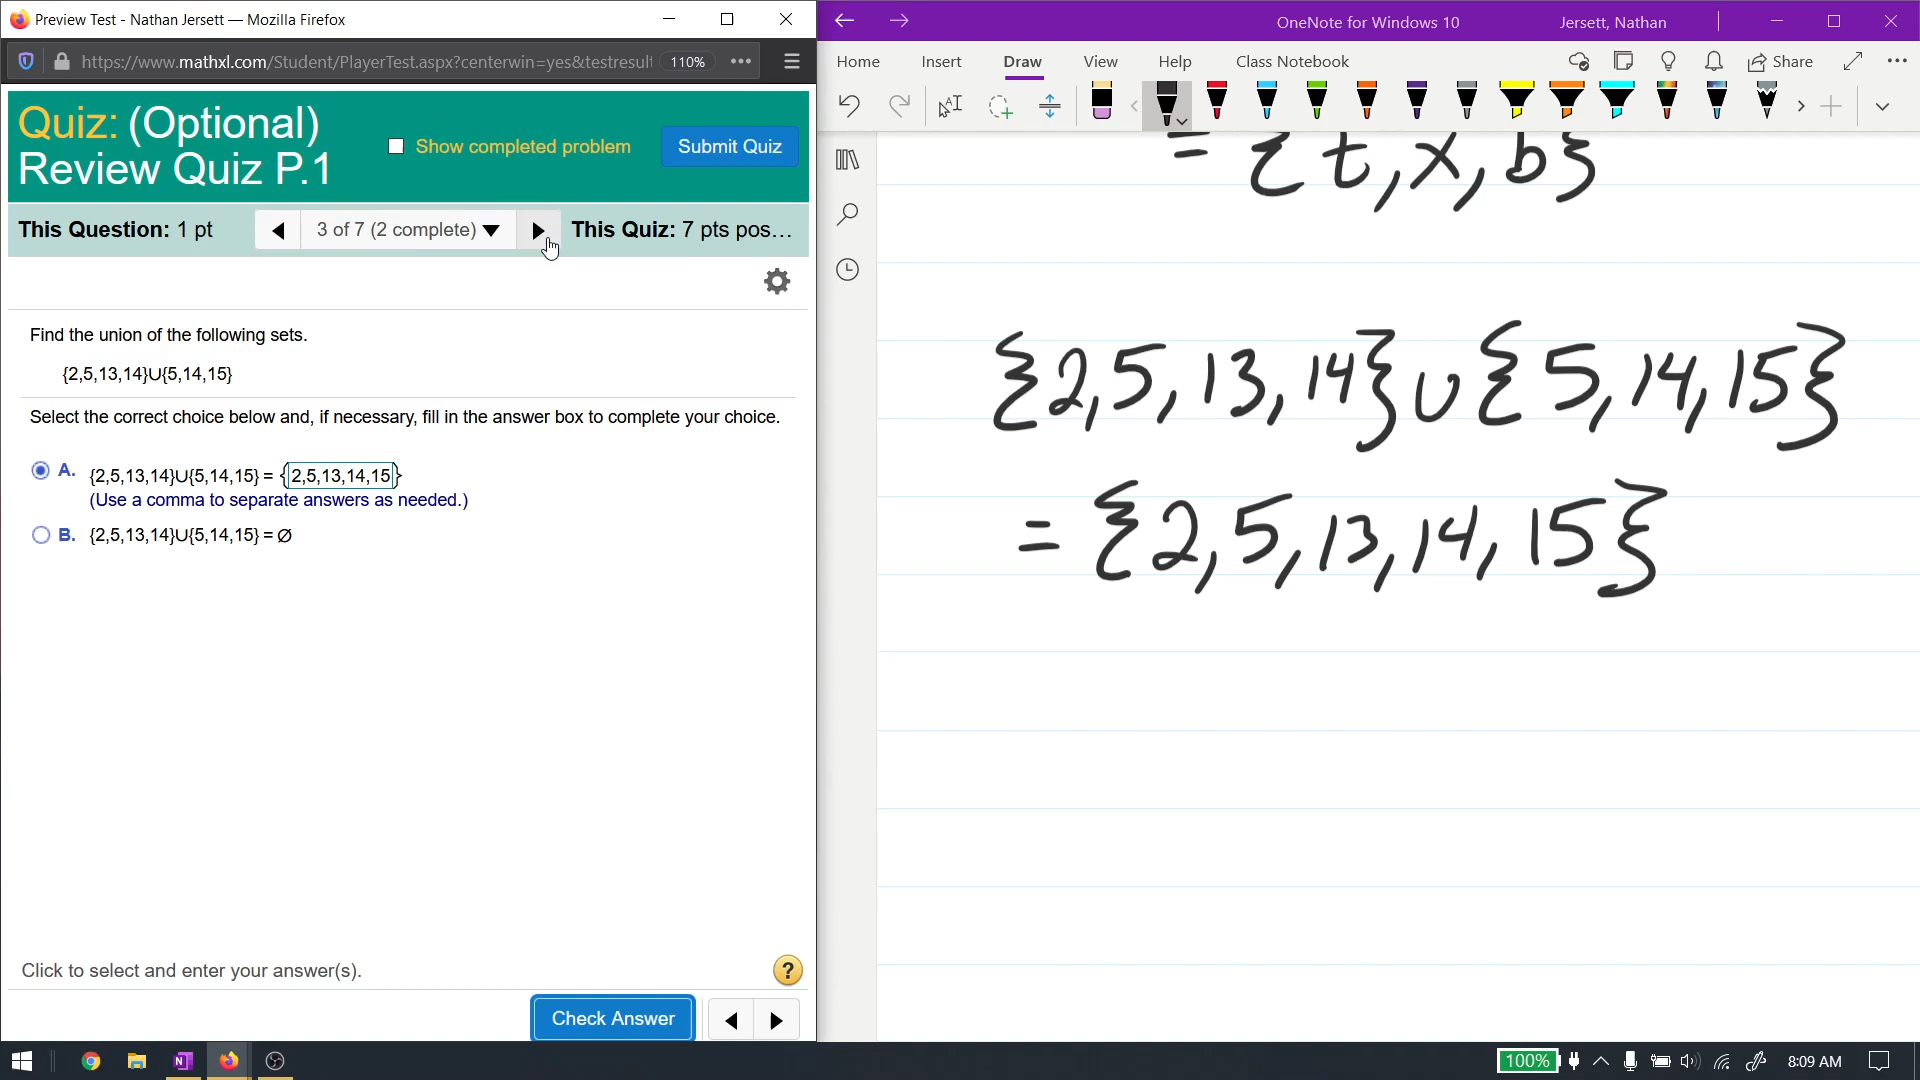 Preview Test - Nathan Jersett — Mozilla Firefox
https://www.mathxl.com/Student/PlayerTest.aspx?centerwin=yes&testresult
110%
Quiz: (Optional)
Review Quiz P.1
Show completed problem
Submit Quiz
This Question: 1 pt
3 of 7 (2 complete)
This Quiz: 7 pts pos…
Find the union of the following sets.
{2,5,13,14}∪{5,14,15}
Select the correct choice below and, if necessary, fill in the answer box to complete your choice.
A. {2,5,13,14}∪{5,14,15} = {2,5,13,14,15}
(Use a comma to separate answers as needed.)
B. {2,5,13,14}∪{5,14,15} = ∅
Click to select and enter your answer(s).
?
Check Answer
OneNote for Windows 10
Jersett, Nathan
Home Insert Draw View Help Class Notebook
Share
= {t,x,b}
{2,5,13,14}∪{5,14,15}
= {2,5,13,14,15}
100%
8:09 AM